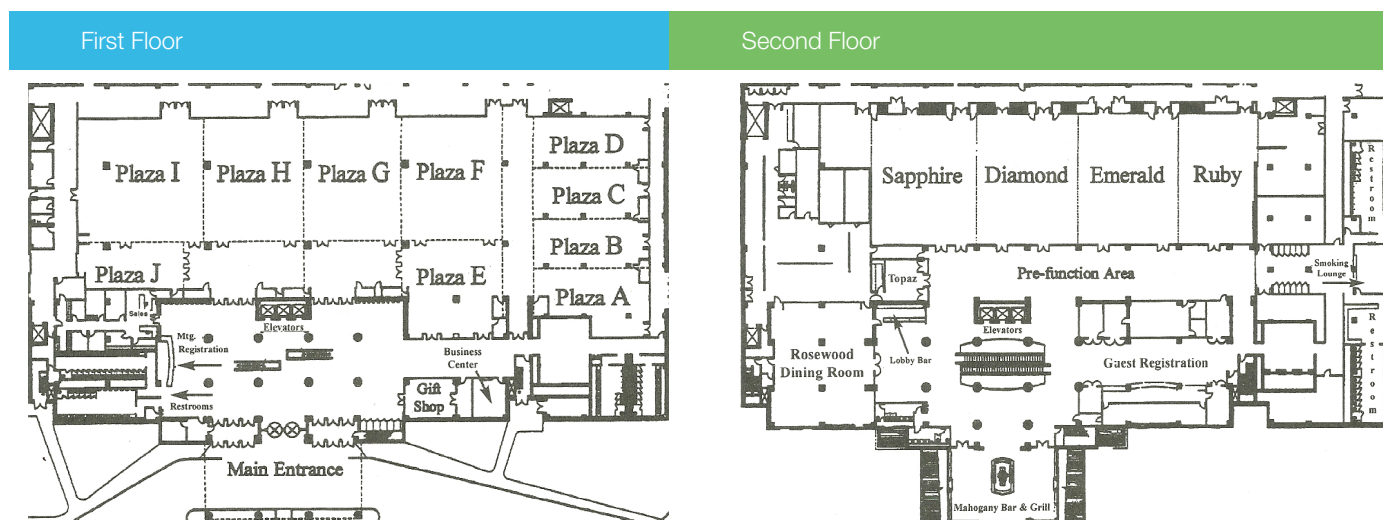 First Floor
Second Floor
Plaza I
Plaza H
Plaza G
Plaza F
Plaza D
Plaza C
Plaza B
Plaza A
Plaza J
Plaza E
Sales
Elevators
Mtg.
Registration
Restrooms
Business
Center
Gift
Shop
Main Entrance
Sapphire
Diamond
Emerald
Ruby
Restroom
Topaz
Pre-function Area
Smoking
Lounge
Elevators
Lobby Bar
Rosewood
Dining Room
Guest Registration
Restroom
Mahogany Bar & Grill